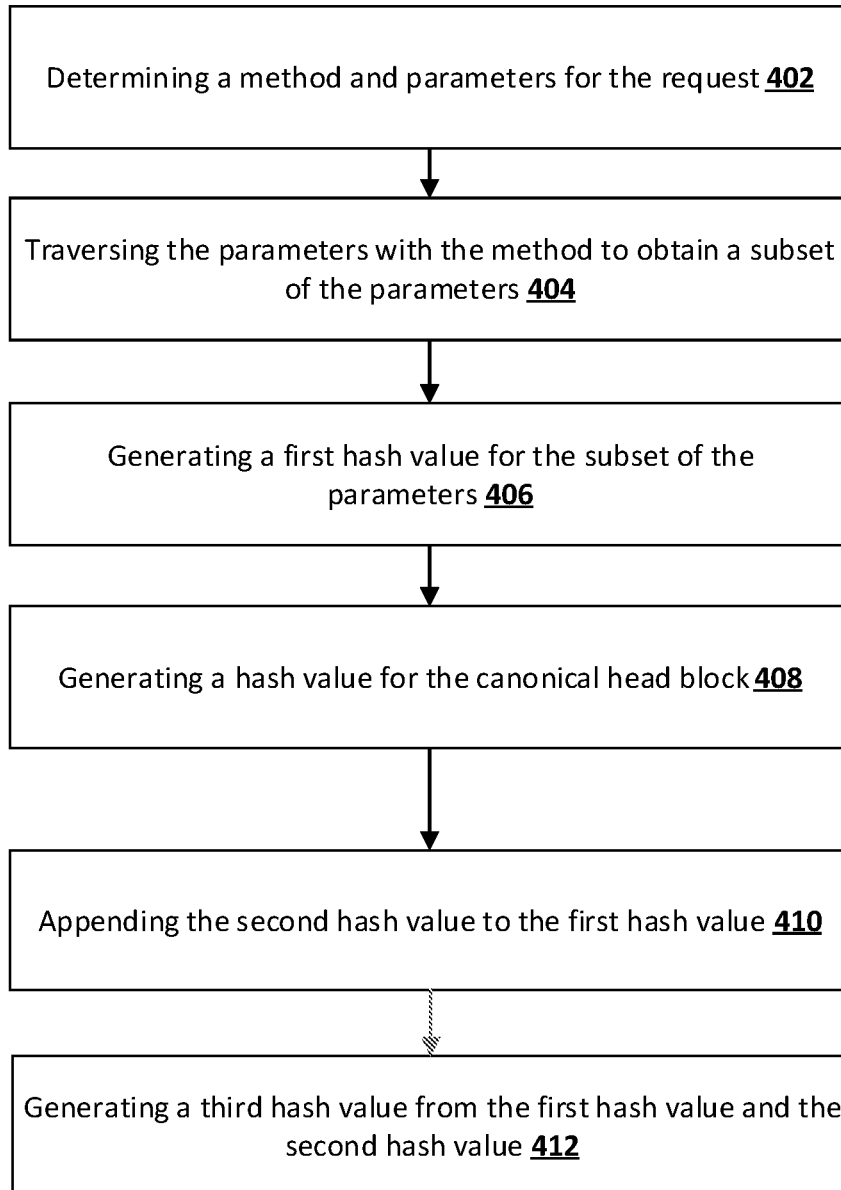 Determining a method and parameters for the request 402
Traversing the parameters with the method to obtain a subset
of the parameters 404
Generating a first hash value for the subset of the
parameters 406
Generating a hash value for the canonical head block 408
Appending the second hash value to the first hash value 410
Generating a third hash value from the first hash value and the
second hash value 412